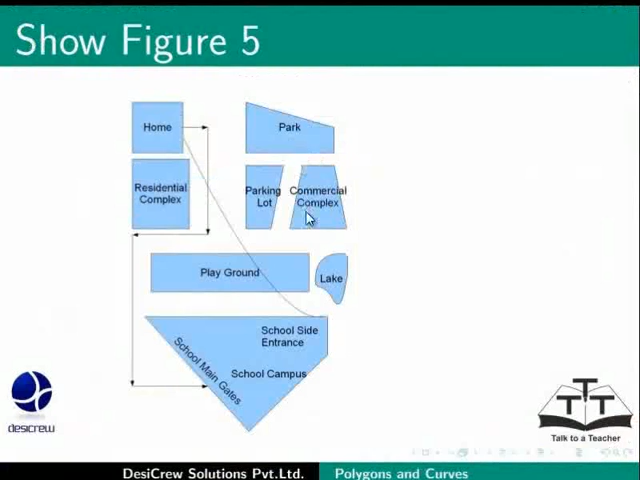 Show Figure 5
Home
Park
Residential
Complex
Parking
Lot
Commercial
Complex
Play Ground
Lake
School Side
Entrance
School Main Gates
School Campus
desicrew
TTT
Talk to a Teacher
DesiCrew Solutions Pvt.Ltd.
Polygons and Curves